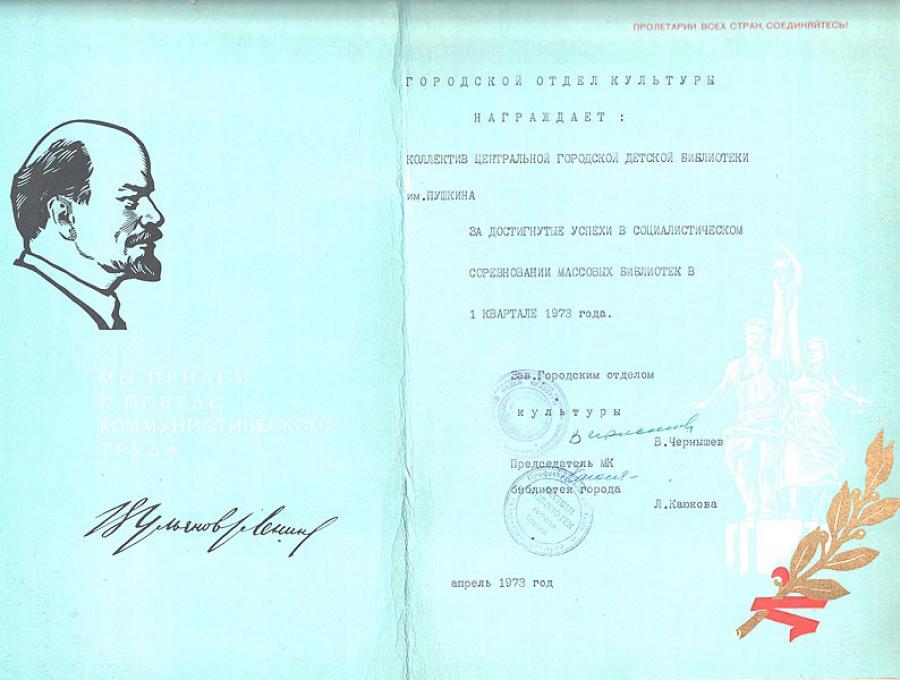 МЫ ПРИДЕМ
К ПОБЕДЕ
КОММУНИСТИЧЕСКОГО
ТРУДА
В. Ульянов (Ленин)
ПРОЛЕТАРИИ ВСЕХ СТРАН, СОЕДИНЯЙТЕСЬ!
ГОРОДСКОЙ ОТДЕЛ КУЛЬТУРЫ
НАГРАЖДАЕТ :
КОЛЛЕКТИВ ЦЕНТРАЛЬНОЙ ГОРОДСКОЙ ДЕТСКОЙ БИБЛИОТЕКИ
им.ПУШКИНА
ЗА ДОСТИГНУТЫЕ УСПЕХИ В СОЦИАЛИСТИЧЕСКОМ
СОРЕВНОВАНИИ МАССОВЫХ БИБЛИОТЕК В
1 КВАРТАЛЕ 1973 года.
Зав.Городским отделом
культуры
В.Чернышев
Председатель МК
библиотек города
Л.Каюкова
апрель 1973 год